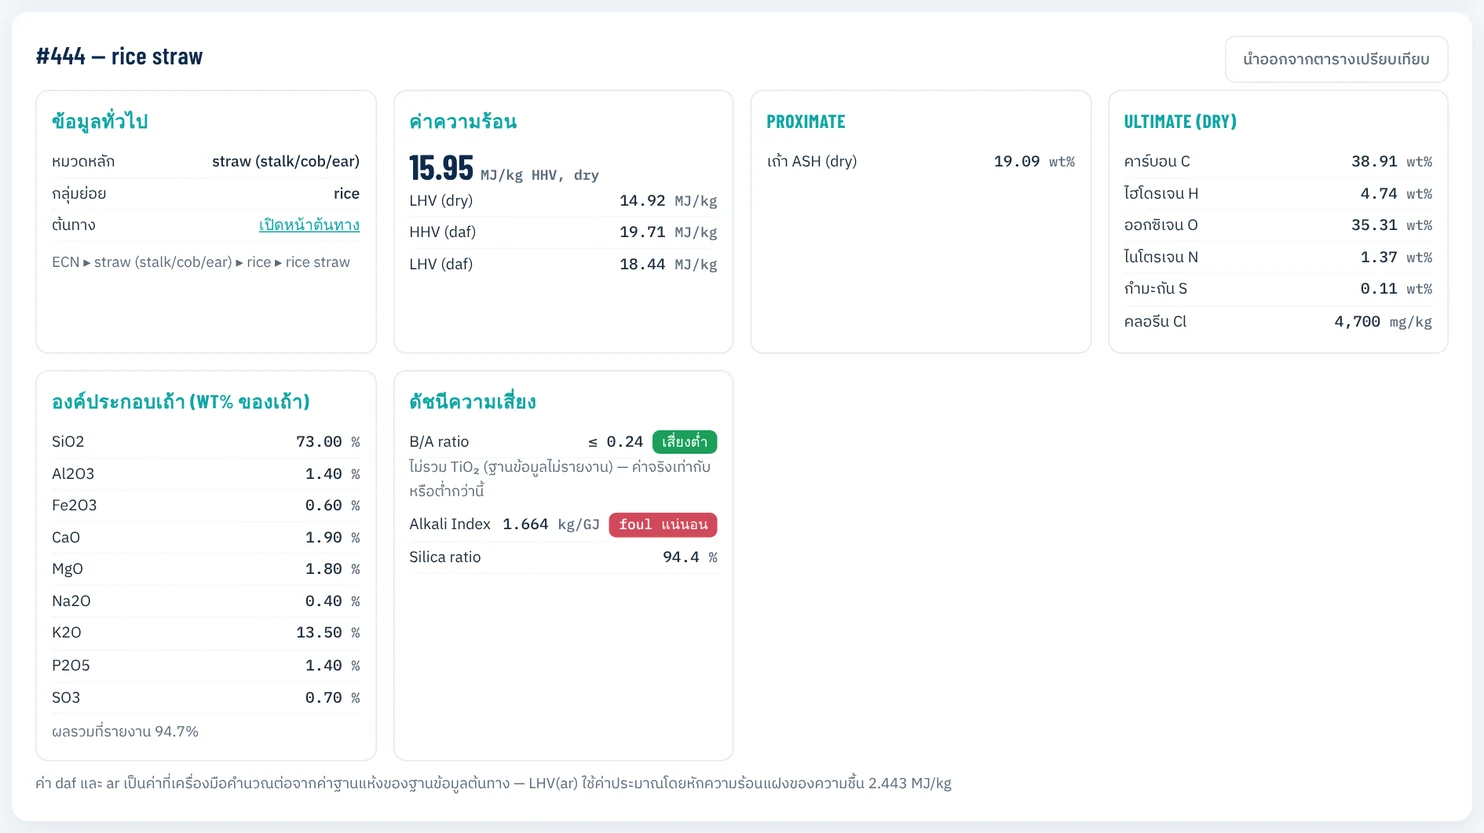 #444 — rice straw
นำออกจากตารางเปรียบเทียบ
ข้อมูลทั่วไป
หมวดหลัก straw (stalk/cob/ear)
กลุ่มย่อย rice
ต้นทาง เปิดหน้าต้นทาง
ECN ▸ straw (stalk/cob/ear) ▸ rice ▸ rice straw
ค่าความร้อน
15.95 MJ/kg HHV, dry
LHV (dry) 14.92 MJ/kg
HHV (daf) 19.71 MJ/kg
LHV (daf) 18.44 MJ/kg
PROXIMATE
เถ้า ASH (dry) 19.09 wt%
ULTIMATE (DRY)
คาร์บอน C 38.91 wt%
ไฮโดรเจน H 4.74 wt%
ออกซิเจน O 35.31 wt%
ไนโตรเจน N 1.37 wt%
กำมะถัน S 0.11 wt%
คลอรีน Cl 4,700 mg/kg
องค์ประกอบเถ้า (WT% ของเถ้า)
SiO2 73.00 %
Al2O3 1.40 %
Fe2O3 0.60 %
CaO 1.90 %
MgO 1.80 %
Na2O 0.40 %
K2O 13.50 %
P2O5 1.40 %
SO3 0.70 %
ผลรวมที่รายงาน 94.7%
ดัชนีความเสี่ยง
B/A ratio ≤ 0.24 เสี่ยงต่ำ
ไม่รวม TiO₂ (ฐานข้อมูลไม่รายงาน) — ค่าจริงเท่ากับ
หรือต่ำกว่านี้
Alkali Index 1.664 kg/GJ foul แน่นอน
Silica ratio 94.4 %
ค่า daf และ ar เป็นค่าที่เครื่องมือคำนวณต่อจากค่าฐานแห้งของฐานข้อมูลต้นทาง — LHV(ar) ใช้ค่าประมาณโดยหักความร้อนแฝงของความชื้น 2.443 MJ/kg